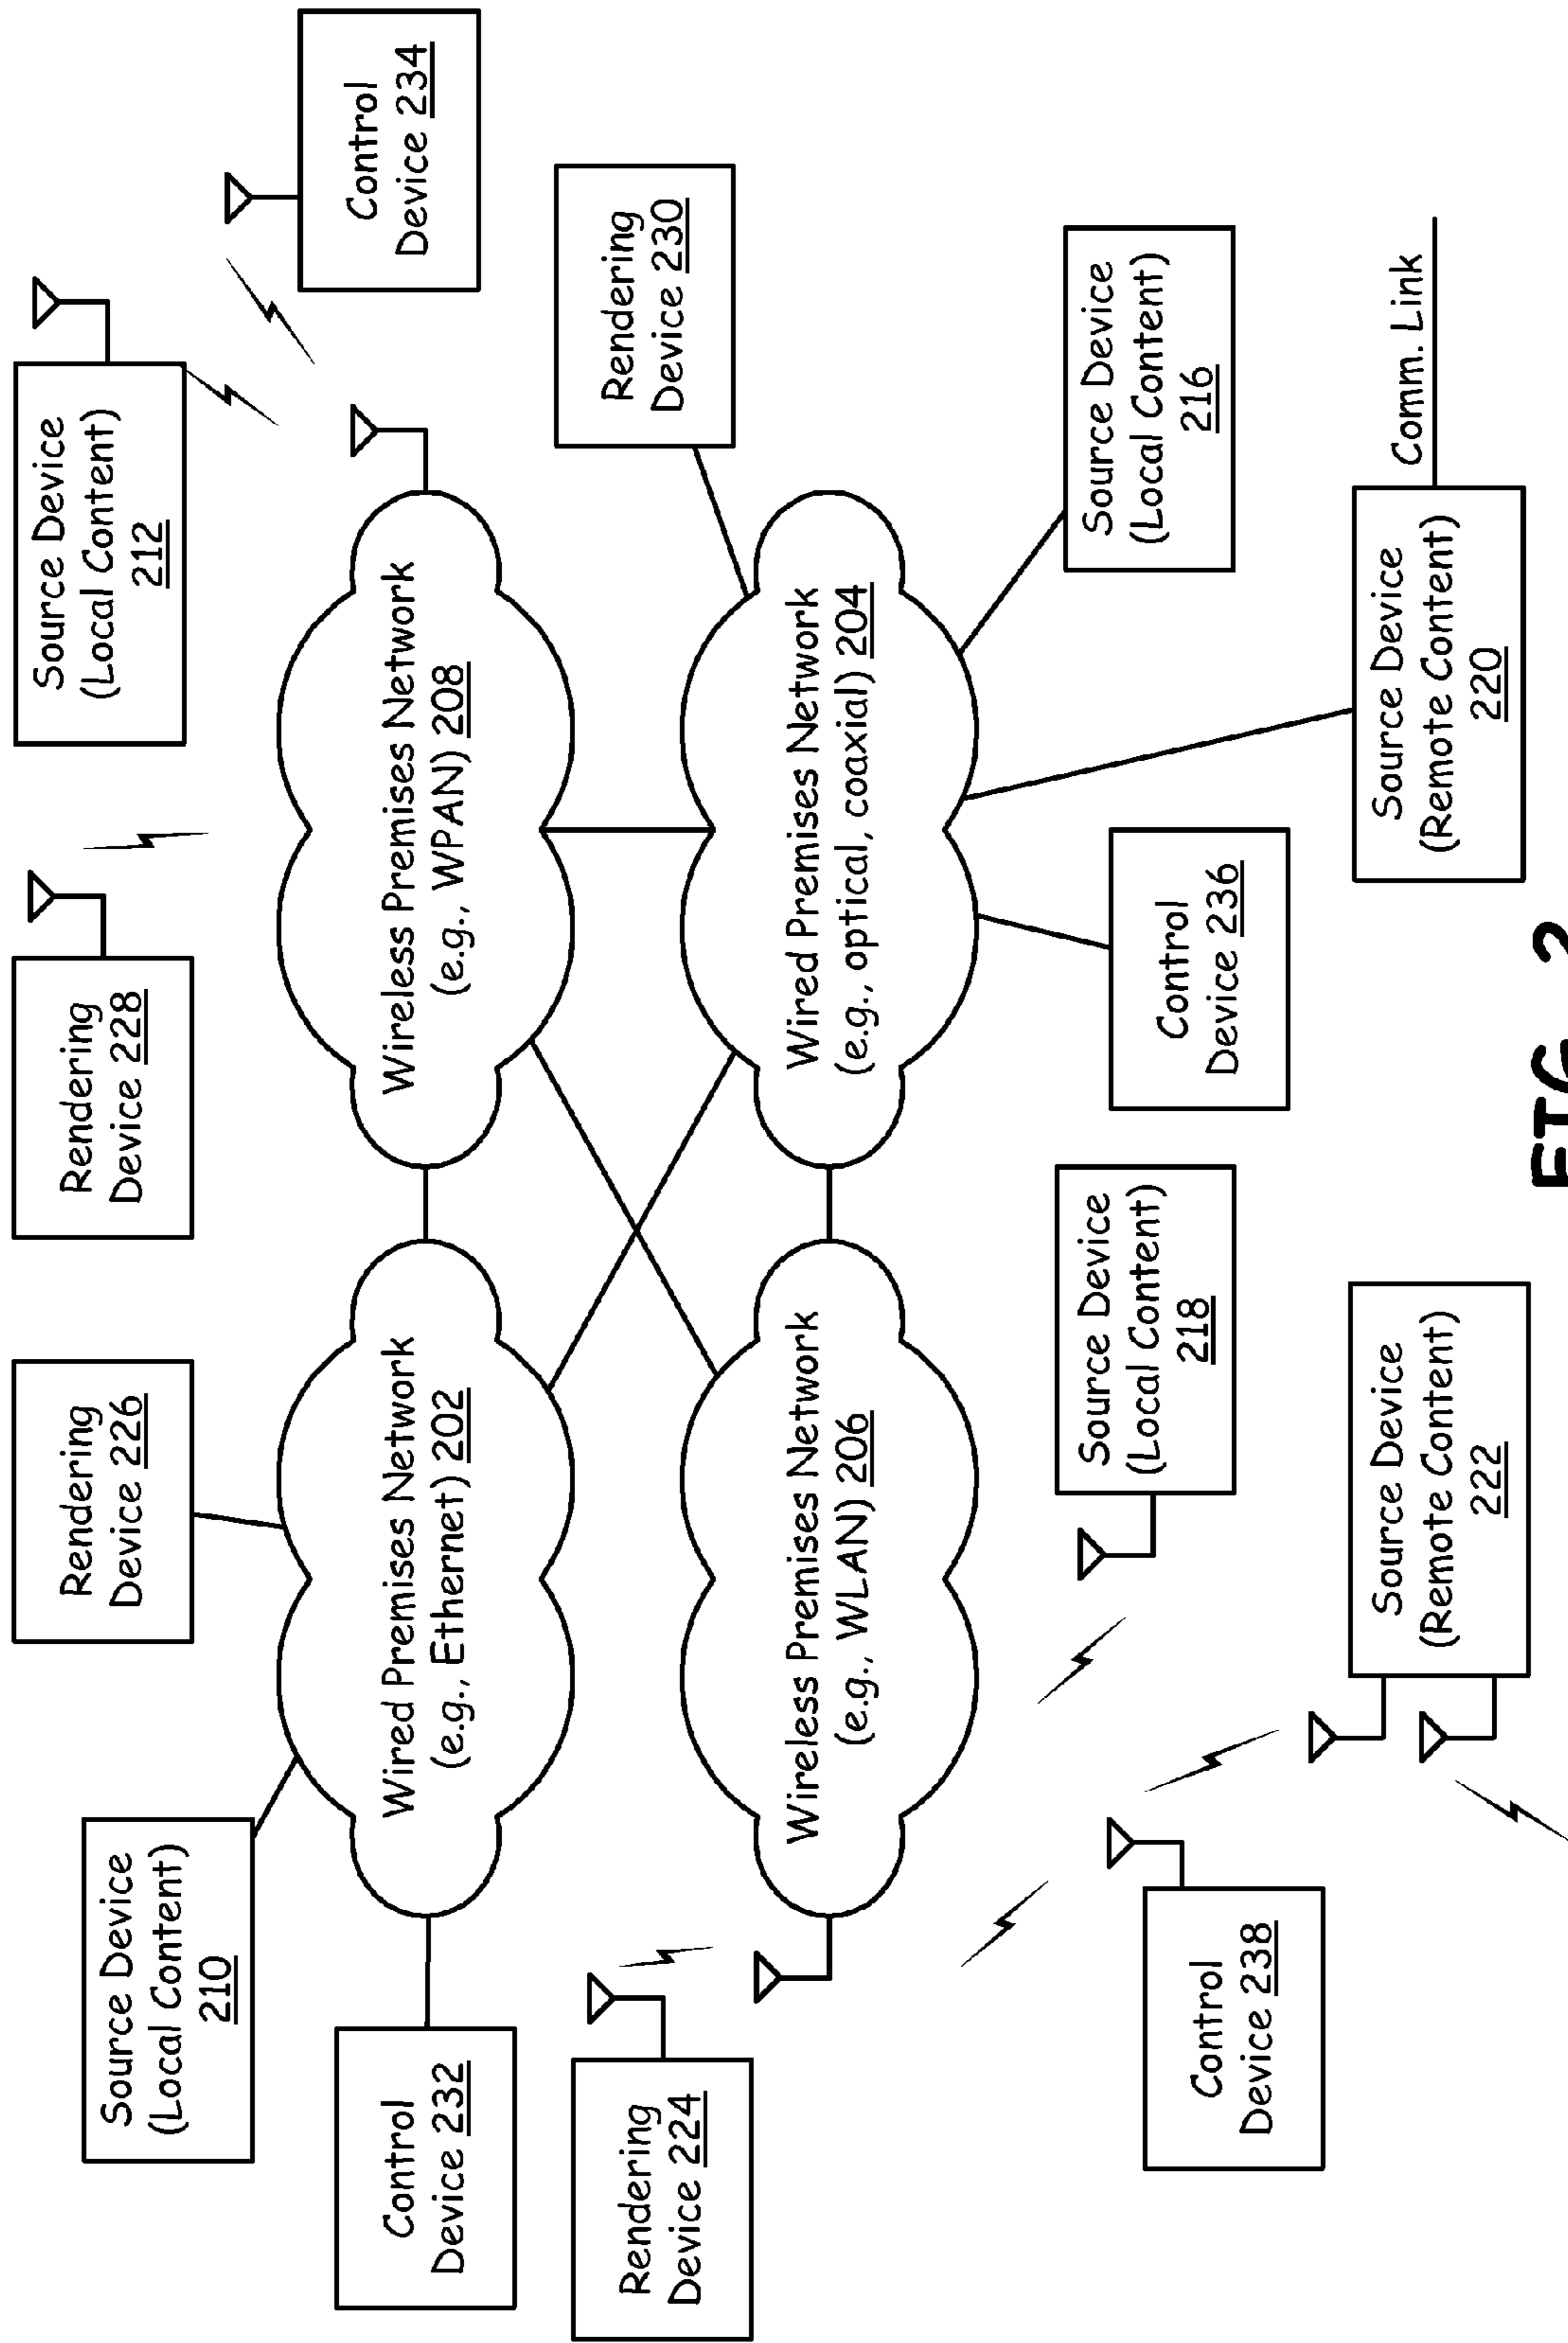 Source Device
(Local Content)
210
Rendering
Device 226
Rendering
Device 228
Source Device
(Local Content)
212
Control
Device 232
Wired Premises Network
(e.g., Ethernet) 202
Wireless Premises Network
(e.g., WPAN) 208
Control
Device 234
Rendering
Device 224
Wireless Premises Network
(e.g., WLAN) 206
Wired Premises Network
(e.g., optical, coaxial) 204
Rendering
Device 230
Control
Device 238
Source Device
(Local Content)
218
Control
Device 236
Source Device
(Local Content)
216
Source Device
(Remote Content)
222
Source Device
(Remote Content)
220
Comm. Link
FIG. 2